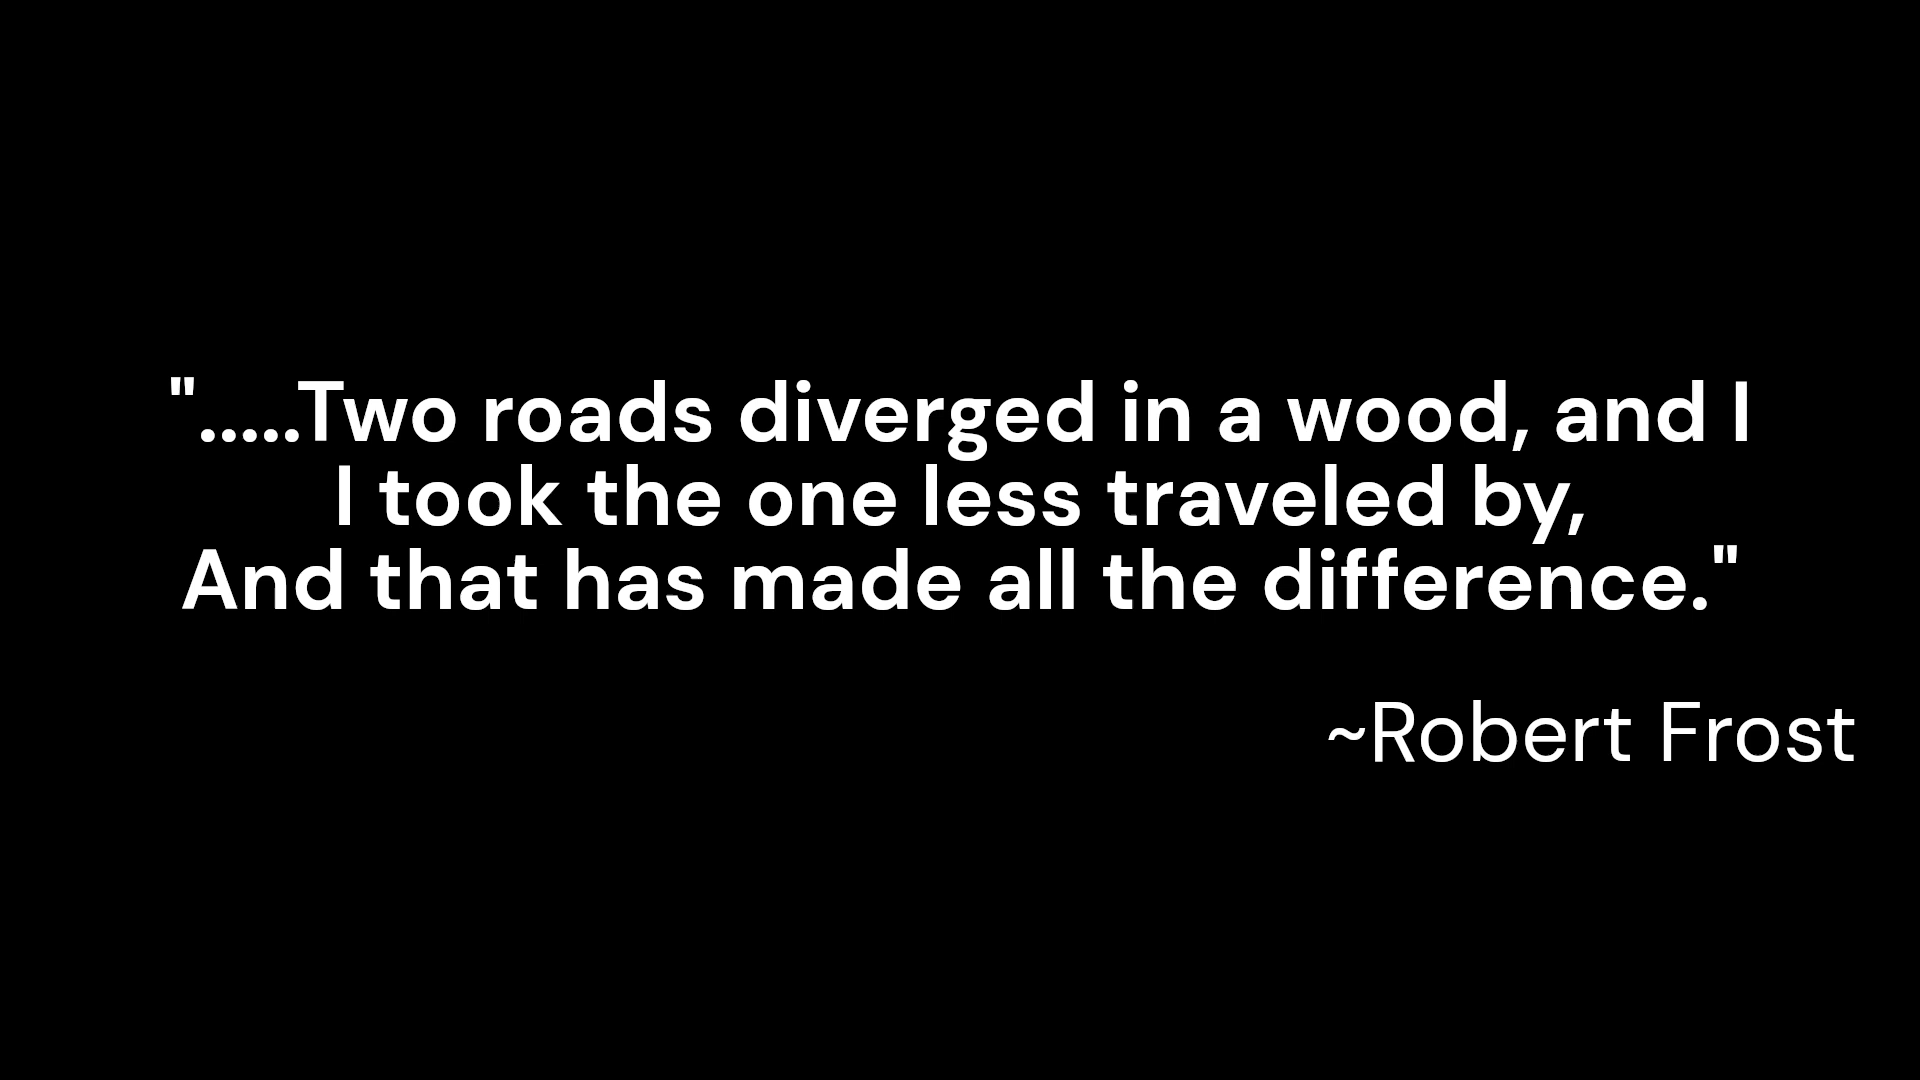 ".....Two roads diverged in a wood, and I
I took the one less traveled by,
And that has made all the difference."
~Robert Frost